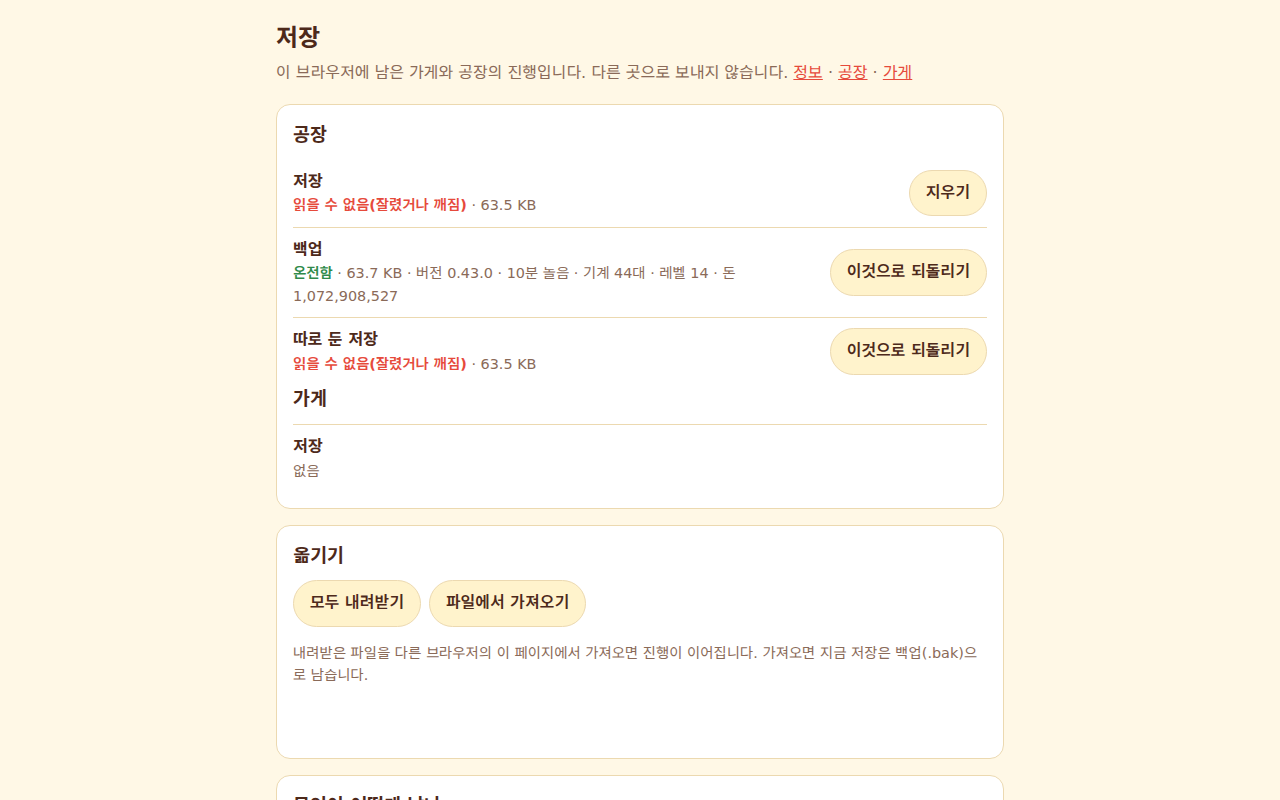 저장
이 브라우저에 남은 가게와 공장의 진행입니다. 다른 곳으로 보내지 않습니다. 정보 · 공장 · 가게
공장
저장
읽을 수 없음(잘렸거나 깨짐) · 63.5 KB
지우기
백업
온전함 · 63.7 KB · 버전 0.43.0 · 10분 놀음 · 기계 44대 · 레벨 14 · 돈
1,072,908,527
이것으로 되돌리기
따로 둔 저장
읽을 수 없음(잘렸거나 깨짐) · 63.5 KB
이것으로 되돌리기
가게
저장
없음
옮기기
모두 내려받기
파일에서 가져오기
내려받은 파일을 다른 브라우저의 이 페이지에서 가져오면 진행이 이어집니다. 가져오면 지금 저장은 백업(.bak)으
로 남습니다.